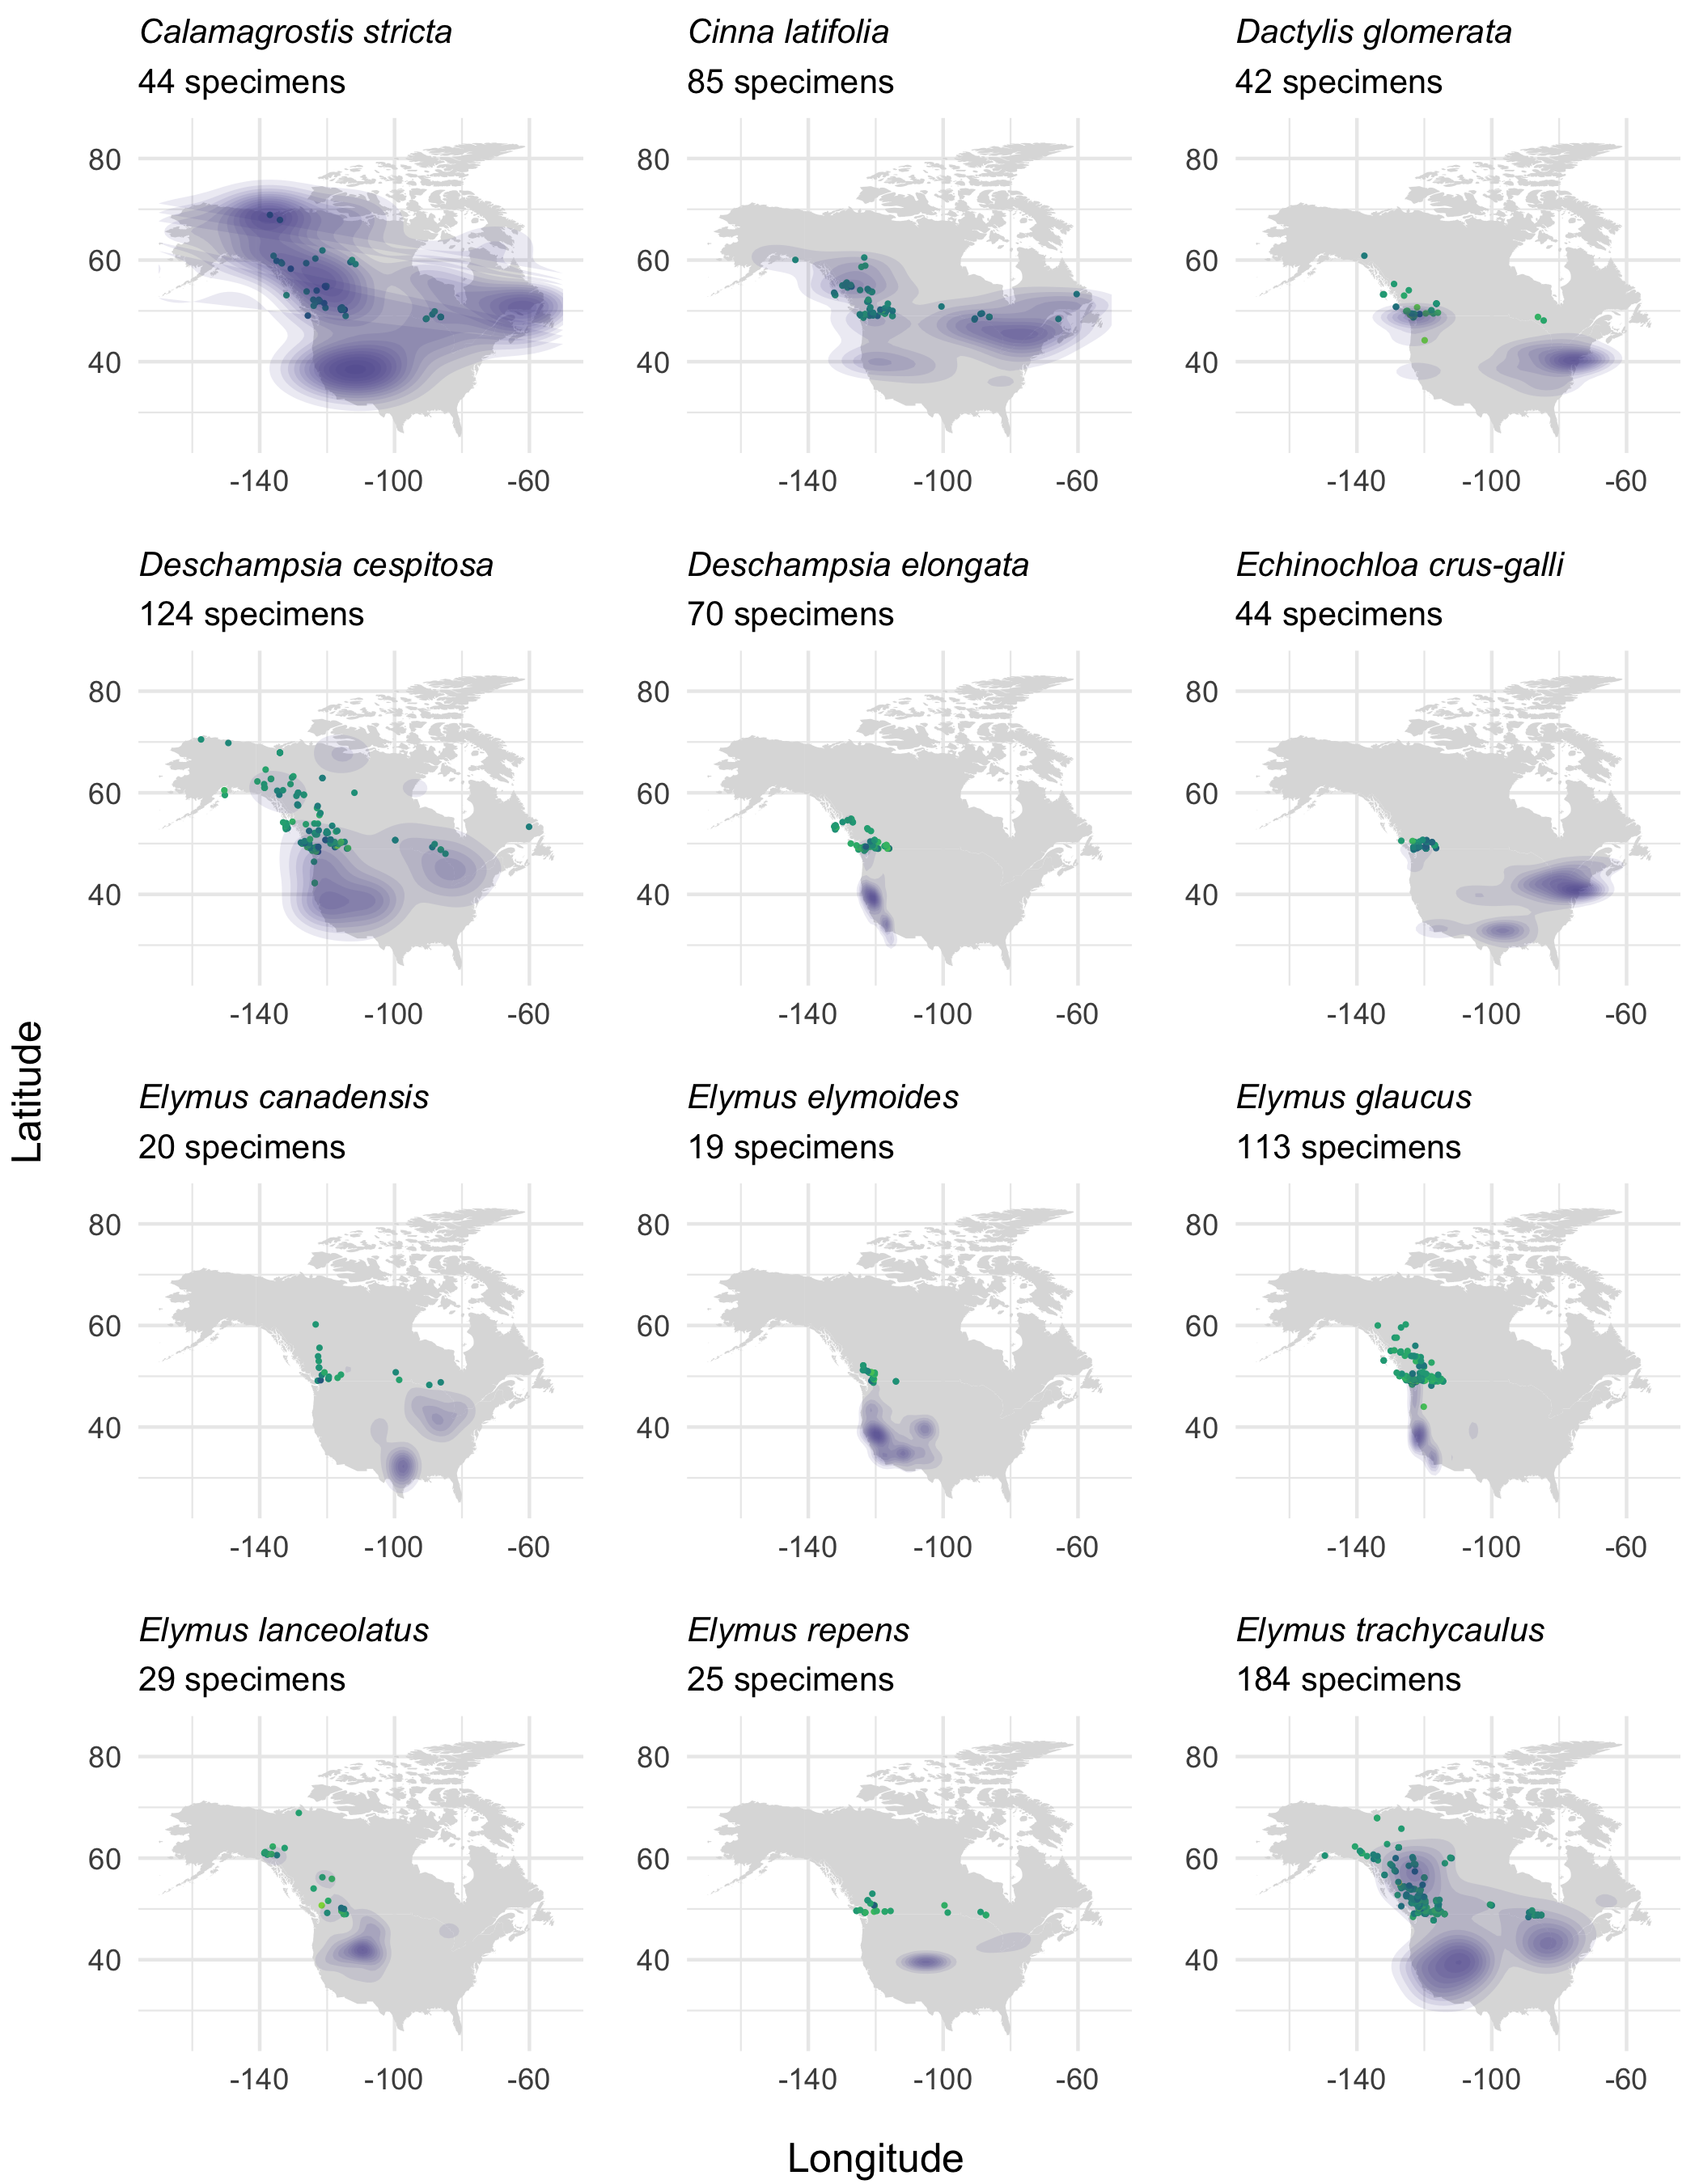 Calamagrostis stricta
44 specimens
Cinna latifolia
85 specimens
Dactylis glomerata
42 specimens
80
60
40
-140 -100 -60
80
60
40
-140 -100 -60
80
60
40
-140 -100 -60
Deschampsia cespitosa
124 specimens
Deschampsia elongata
70 specimens
Echinochloa crus-galli
44 specimens
80
60
40
-140 -100 -60
80
60
40
-140 -100 -60
80
60
40
-140 -100 -60
Latitude
Elymus canadensis
20 specimens
Elymus elymoides
19 specimens
Elymus glaucus
113 specimens
80
60
40
-140 -100 -60
80
60
40
-140 -100 -60
80
60
40
-140 -100 -60
Elymus lanceolatus
29 specimens
Elymus repens
25 specimens
Elymus trachycaulus
184 specimens
80
60
40
-140 -100 -60
80
60
40
-140 -100 -60
80
60
40
-140 -100 -60
Longitude